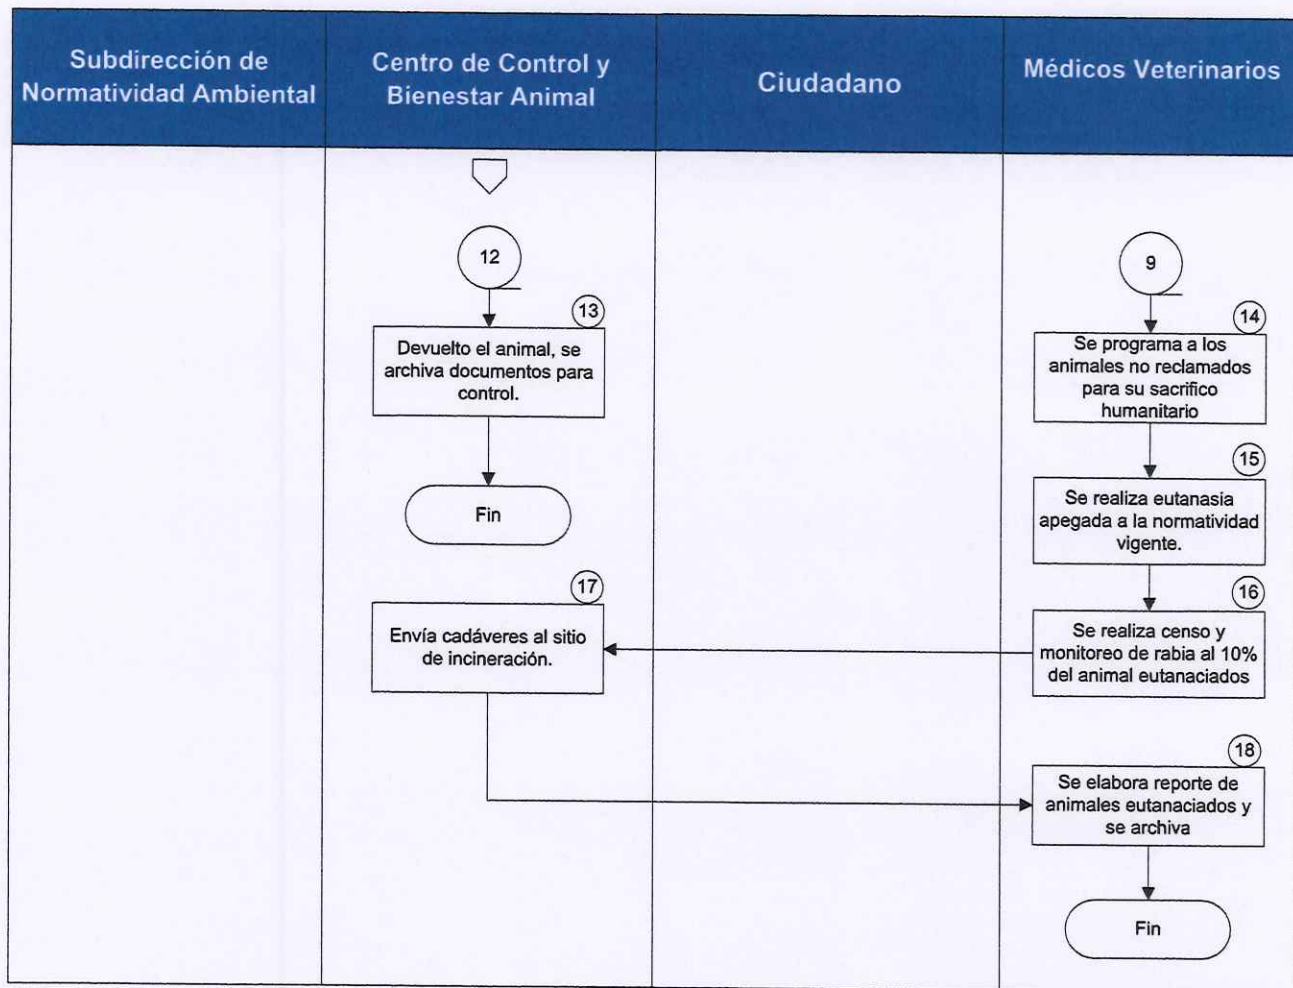 Subdirección de
Normatividad Ambiental
Centro de Control y
Bienestar Animal
Ciudadano
Médicos Veterinarios
12
13
Devuelto el animal, se
archiva documentos para
control.
Fin
17
Envía cadáveres al sitio
de incineración.
9
14
Se programa a los
animales no reclamados
para su sacrifico
humanitario
15
Se realiza eutanasia
apegada a la normatividad
vigente.
16
Se realiza censo y
monitoreo de rabia al 10%
del animal eutanaciados
18
Se elabora reporte de
animales eutanaciados y
se archiva
Fin